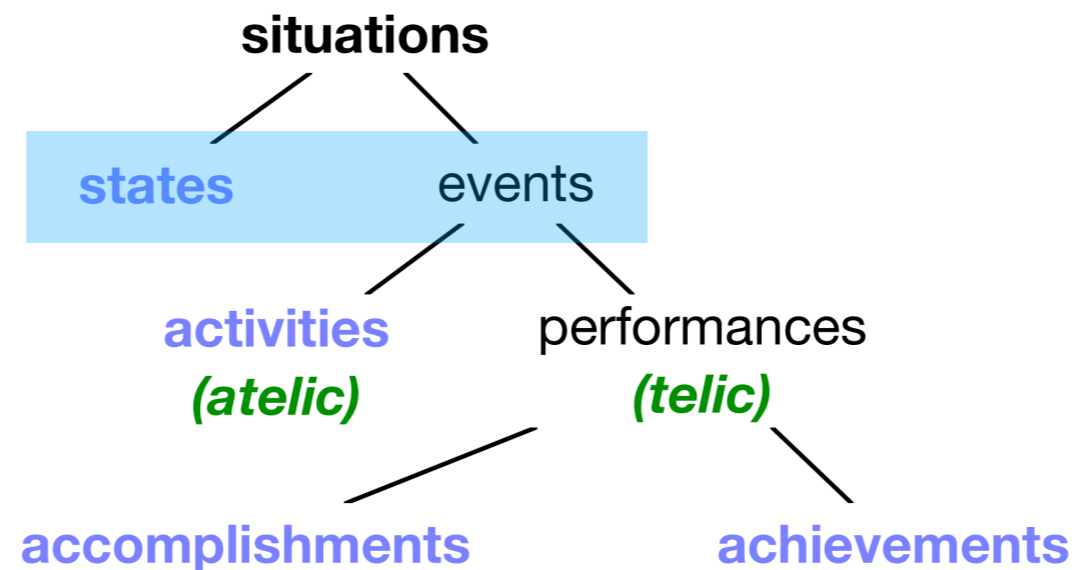 situations
states events
activities performances
(atelic) (telic)
accomplishments achievements